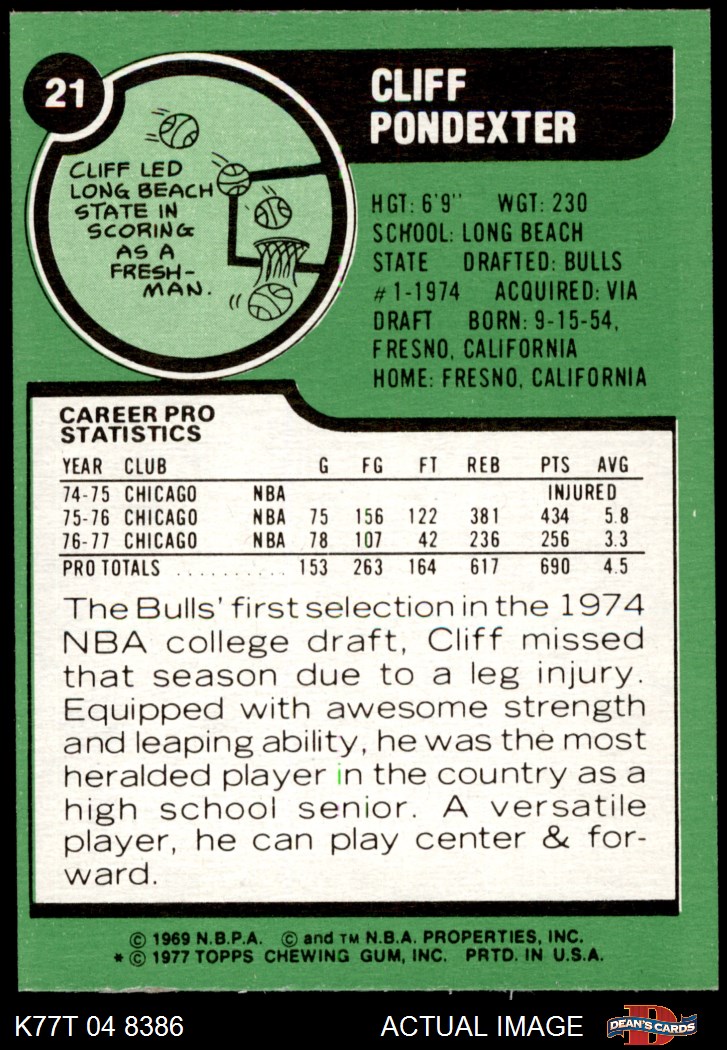 21
CLIFF
PONDEXTER
CLIFF LED
LONG BEACH
STATE IN
SCORING
AS A
FRESH-
MAN.
HGT: 6'9" WGT: 230
SCHOOL: LONG BEACH
STATE DRAFTED: BULLS
#1-1974 ACQUIRED: VIA
DRAFT BORN: 9-15-54,
FRESNO, CALIFORNIA
HOME: FRESNO, CALIFORNIA
CAREER PRO
STATISTICS
YEAR CLUB G FG FT REB PTS AVG
74-75 CHICAGO NBA INJURED
75-76 CHICAGO NBA 75 156 122 381 434 5.8
76-77 CHICAGO NBA 78 107 42 236 256 3.3
PRO TOTALS .......... 153 263 164 617 690 4.5
The Bulls' first selection in the 1974
NBA college draft, Cliff missed
that season due to a leg injury.
Equipped with awesome strength
and leaping ability, he was the most
heralded player in the country as a
high school senior. A versatile
player, he can play center & for-
ward.
© 1969 N.B.P.A. © and TM N.B.A. PROPERTIES, INC.
* © 1977 TOPPS CHEWING GUM, INC. PRTD. IN U.S.A.
K77T 04 8386 ACTUAL IMAGE D DEAN'S CARDS